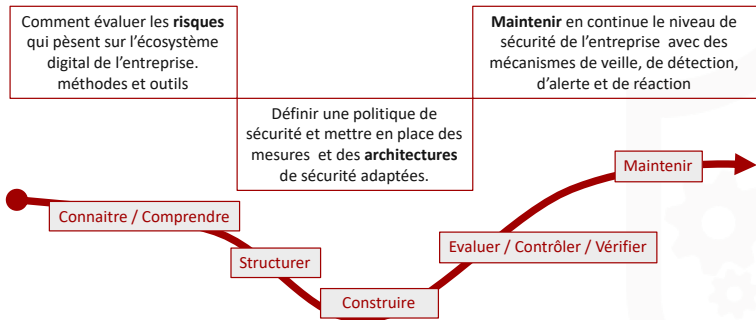 Comment évaluer les risques
qui pèsent sur l'écosystème
digital de l'entreprise.
méthodes et outils
Maintenir en continue le niveau de
sécurité de l'entreprise avec des
mécanismes de veille, de détection,
d'alerte et de réaction
Définir une politique de
sécurité et mettre en place des
mesures et des architectures
de sécurité adaptées.
Maintenir
Connaitre / Comprendre
Evaluer / Contrôler / Vérifier
Structurer
Construire